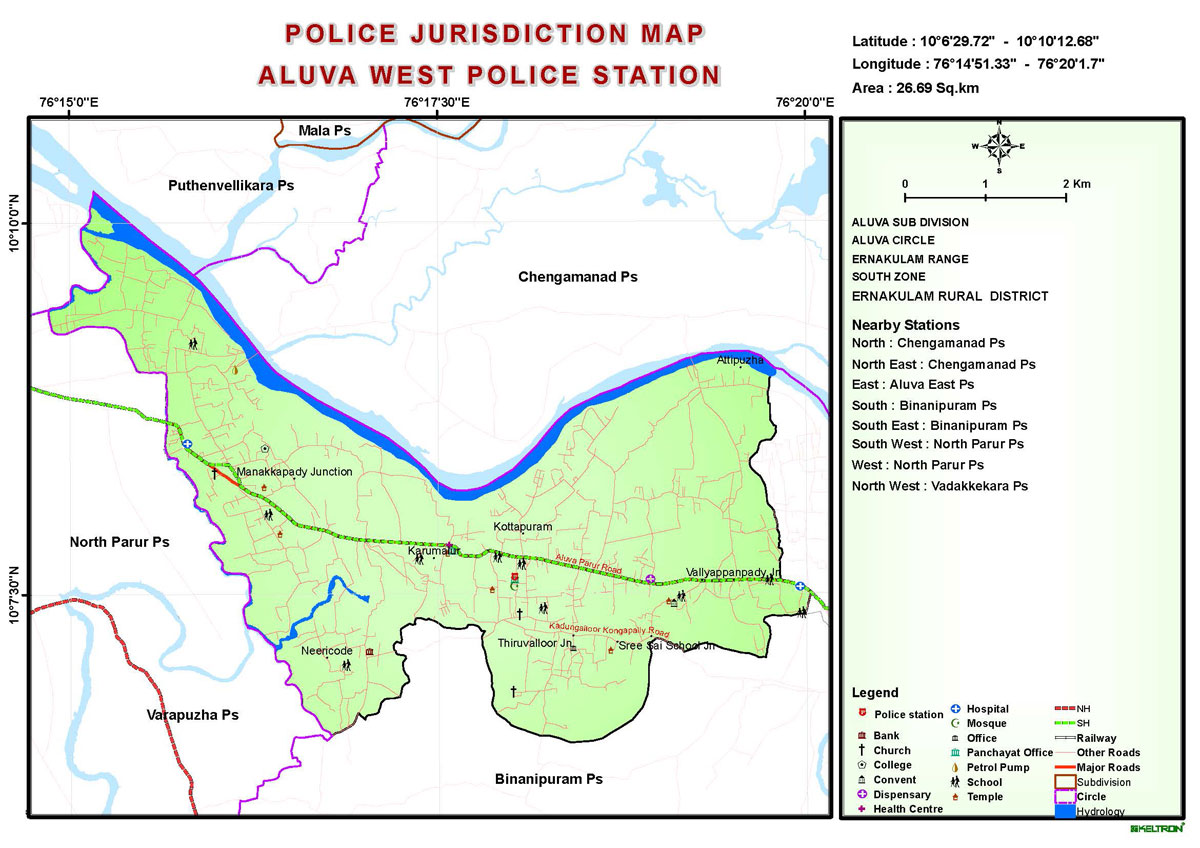 POLICE JURISDICTION MAP
ALUVA WEST POLICE STATION
Latitude : 10°6'29.72" - 10°10'12.68"
Longitude : 76°14'51.33" - 76°20'1.7"
Area : 26.69 Sq.km
76°15'0"E
76°17'30"E
76°20'0"E
10°10'0"N
10°7'30"N
Mala Ps
Puthenvellikara Ps
Chengamanad Ps
Attipuzha
Manakkapady Junction
North Parur Ps
Kottapuram
Karumalur
Aluva Parur Road
Vallyappanpady Jn
Kadungalloor Kongapally Road
Thiruvalloor Jn
Sree Sai School Jn
Neericode
Varapuzha Ps
Binanipuram Ps
N
W
E
S
0
1
2 Km
ALUVA SUB DIVISION
ALUVA CIRCLE
ERNAKULAM RANGE
SOUTH ZONE
ERNAKULAM RURAL DISTRICT
Nearby Stations
North : Chengamanad Ps
North East : Chengamanad Ps
East : Aluva East Ps
South : Binanipuram Ps
South East : Binanipuram Ps
South West : North Parur Ps
West : North Parur Ps
North West : Vadakkekara Ps
Legend
Police station
Bank
Church
College
Convent
Dispensary
Health Centre
Hospital
Mosque
Office
Panchayat Office
Petrol Pump
School
Temple
NH
SH
Railway
Other Roads
Major Roads
Subdivision
Circle
Hydrology
KELTRON